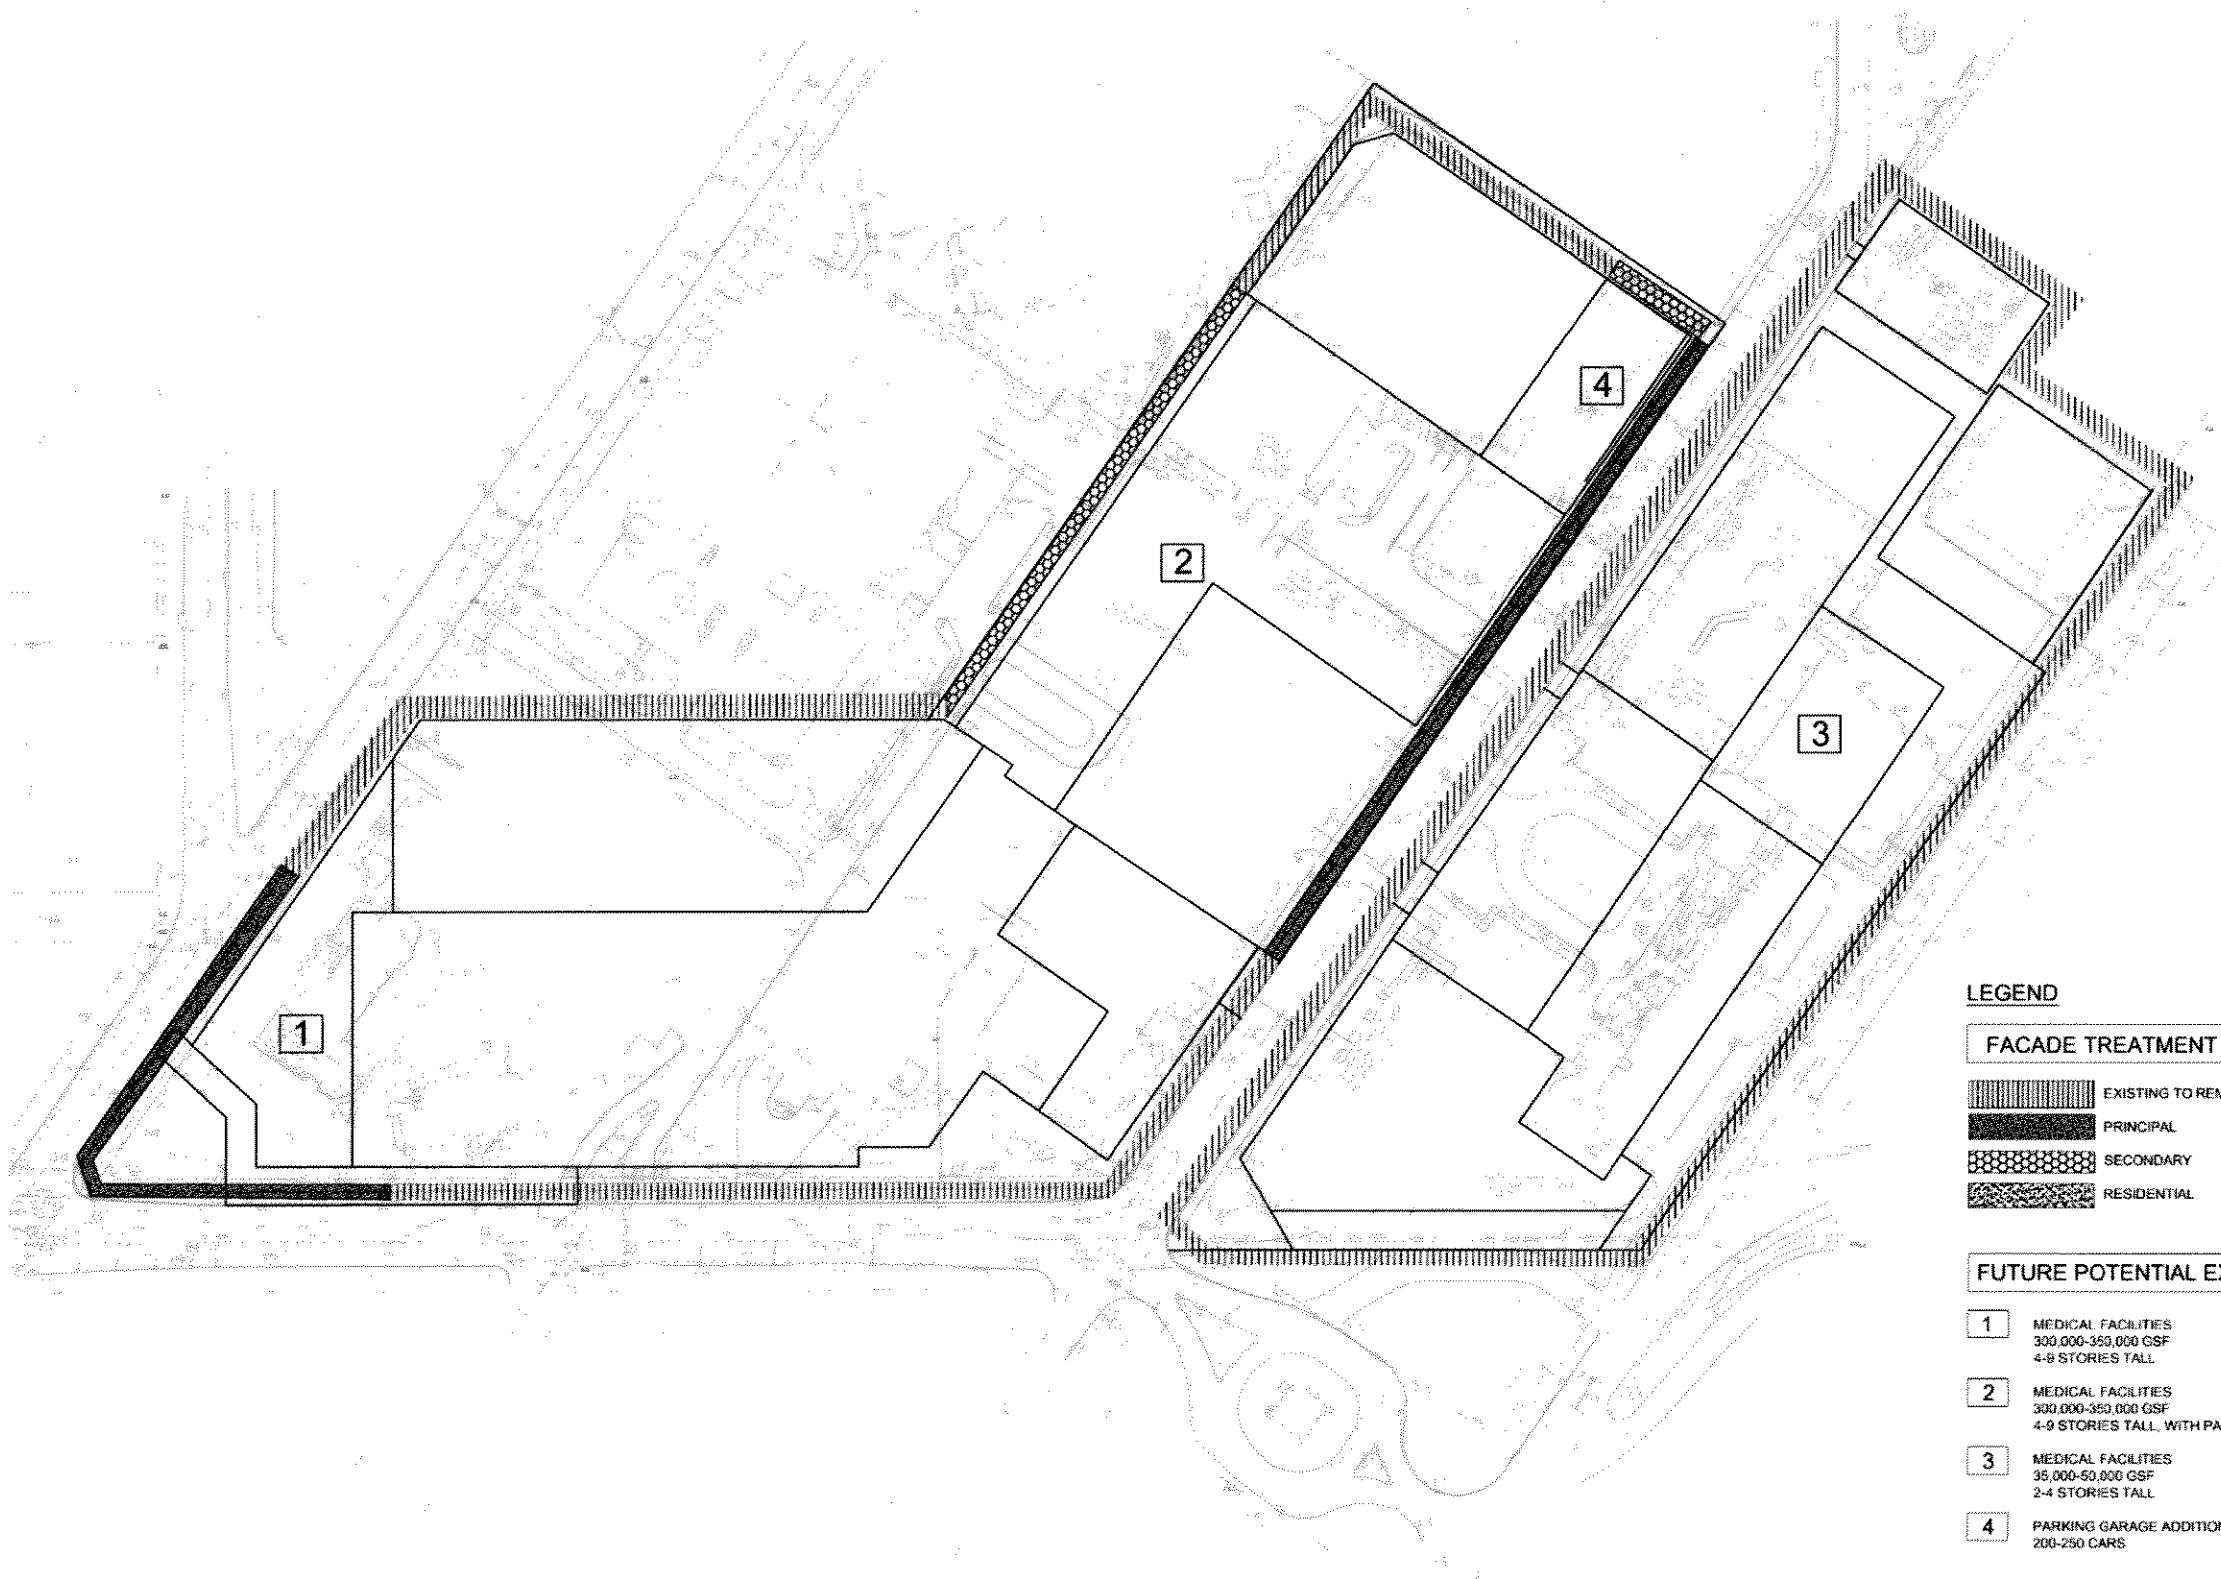 4
2
3
1
LEGEND
FACADE TREATMENT
EXISTING TO REM
PRINCIPAL
SECONDARY
RESIDENTIAL
FUTURE POTENTIAL EX
1 MEDICAL FACILITIES
300,000-350,000 GSF
4-9 STORIES TALL
2 MEDICAL FACILITIES
300,000-350,000 GSF
4-9 STORIES TALL, WITH PA
3 MEDICAL FACILITIES
35,000-50,000 GSF
2-4 STORIES TALL
4 PARKING GARAGE ADDITION
200-250 CARS